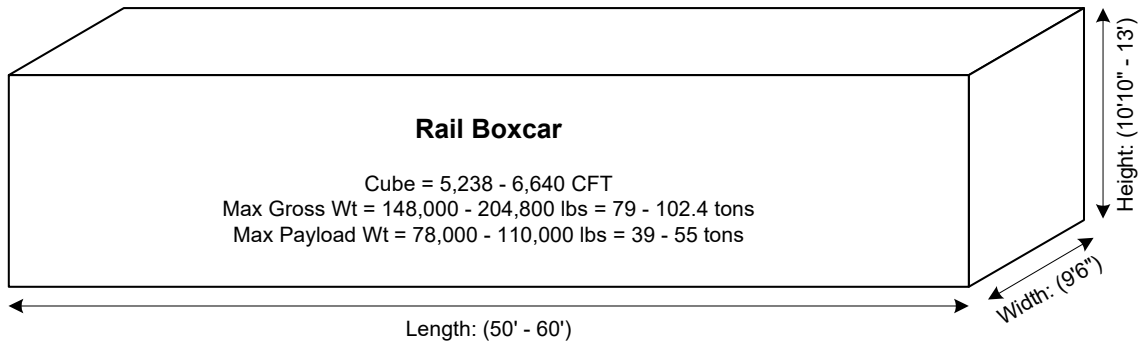 Rail Boxcar
Cube = 5,238 - 6,640 CFT
Max Gross Wt = 148,000 - 204,800 lbs = 79 - 102.4 tons
Max Payload Wt = 78,000 - 110,000 lbs = 39 - 55 tons
Height: (10'10" - 13')
Width: (9'6")
Length: (50' - 60')